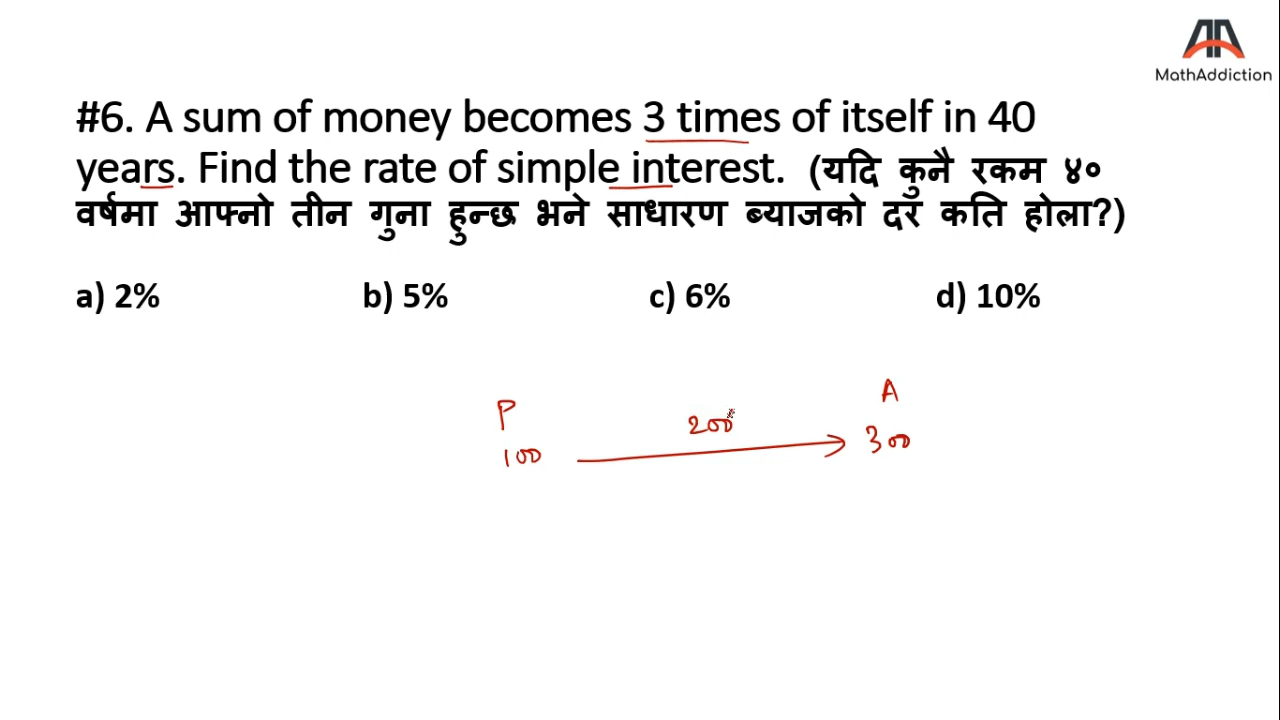 MathAddiction
#6. A sum of money becomes 3 times of itself in 40
years. Find the rate of simple interest. (यदि कुनै रकम ४०
वर्षमा आफ्नो तीन गुना हुन्छ भने साधारण ब्याजको दर कति होला?)
a) 2% b) 5% c) 6% d) 10%
P A
100 200 300